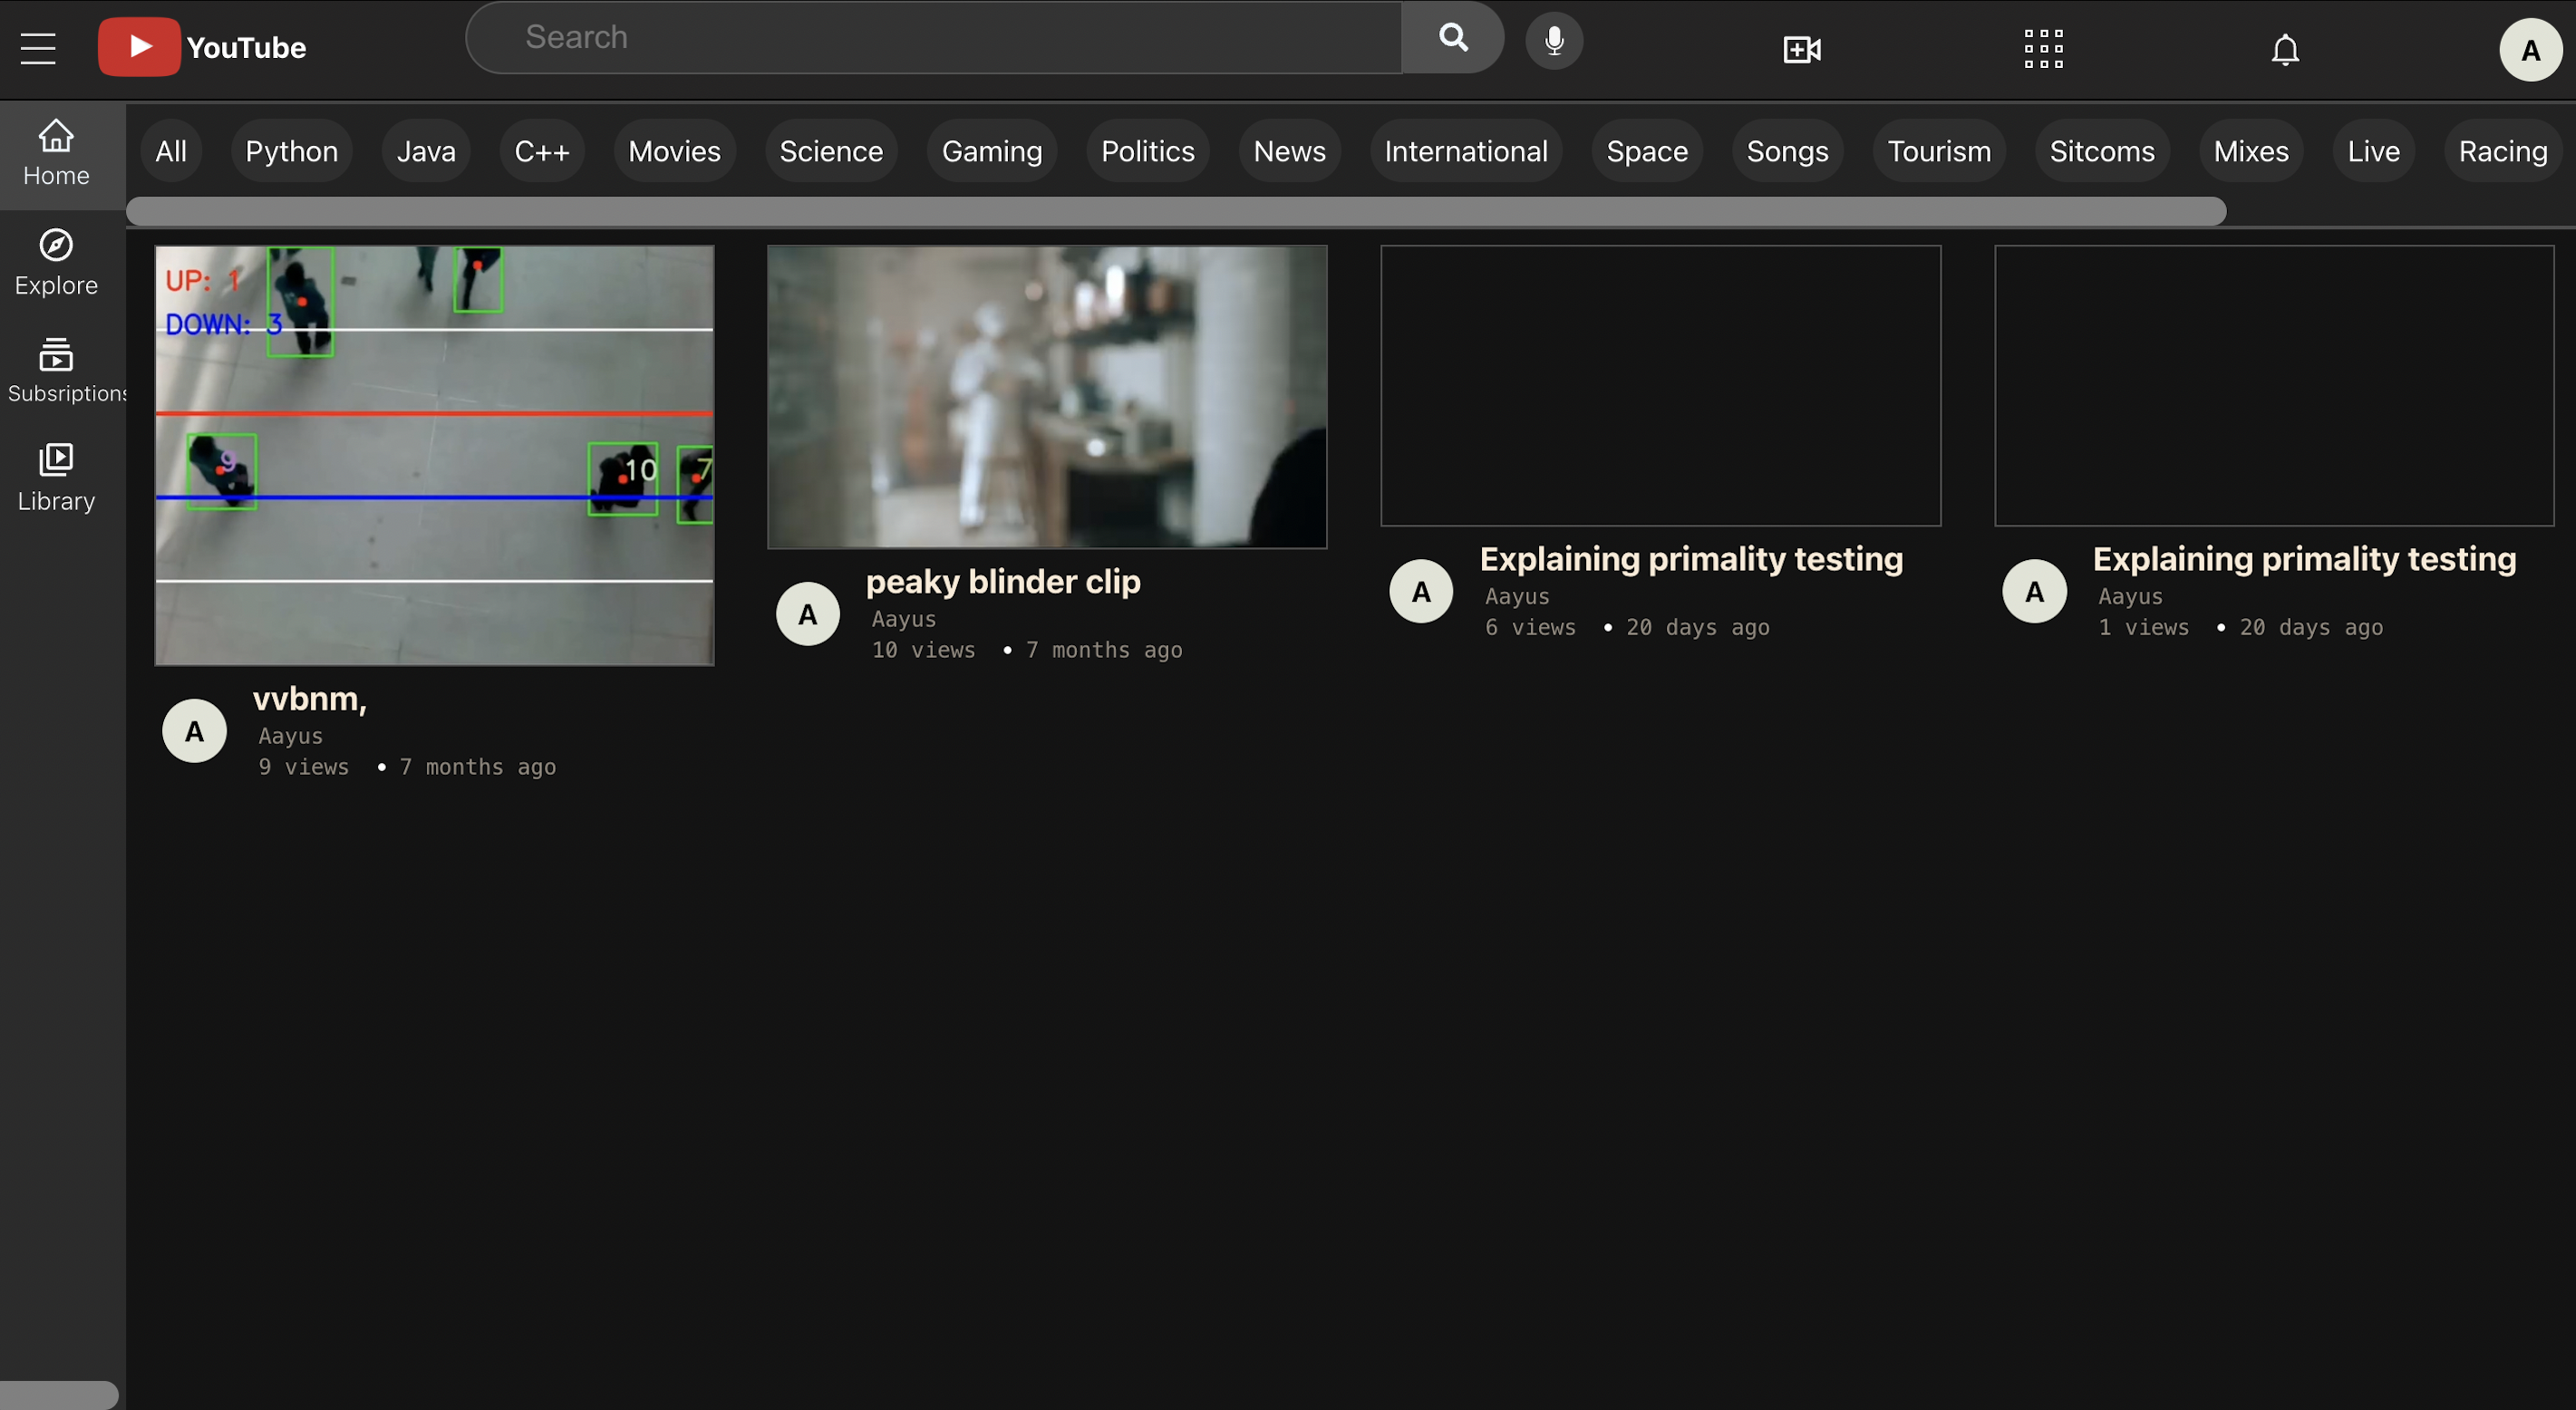 YouTube
Search
A
Home
Explore
Subsriptions
Library
All
Python
Java
C++
Movies
Science
Gaming
Politics
News
International
Space
Songs
Tourism
Sitcoms
Mixes
Live
Racing
UP: 1
DOWN: 3
9
10
7
A
vvbnm,
Aayus
9 views • 7 months ago
A
peaky blinder clip
Aayus
10 views • 7 months ago
A
Explaining primality testing
Aayus
6 views • 20 days ago
A
Explaining primality testing
Aayus
1 views • 20 days ago